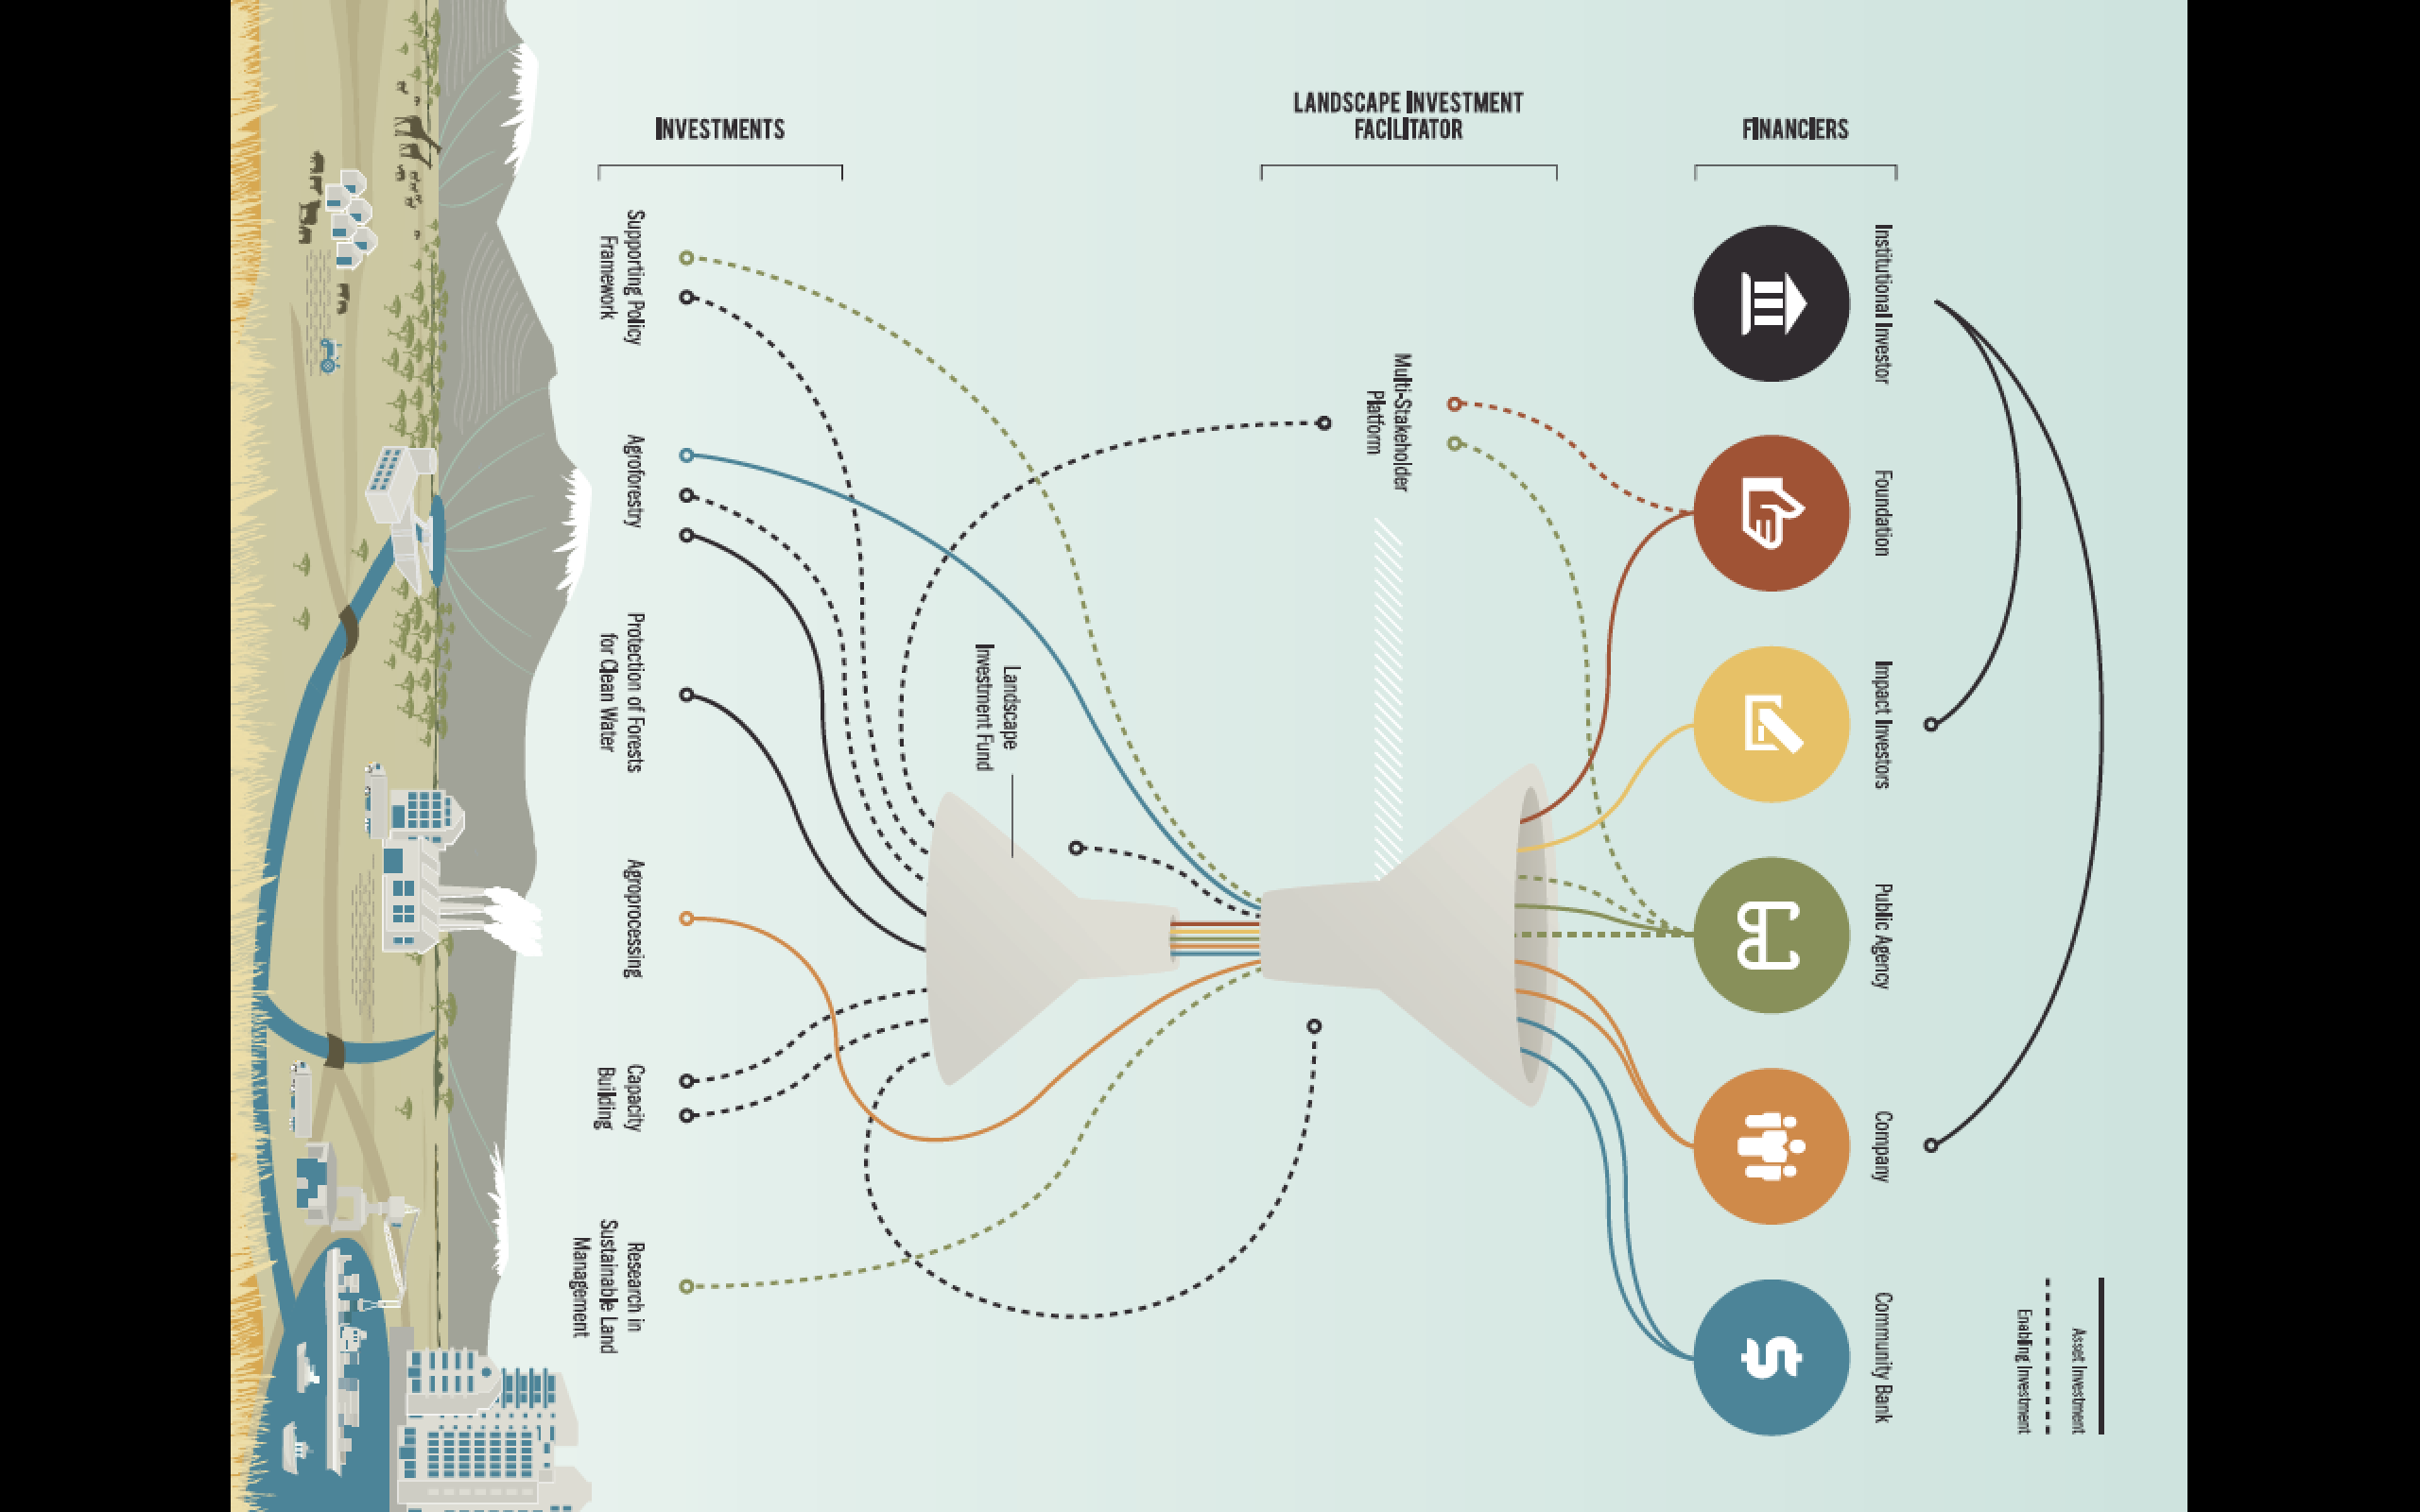 INVESTMENTS
LANDSCAPE INVESTMENT
FACILITATOR
FINANCIERS
Institutional Investor
Foundation
Impact Investors
Public Agency
Company
Community Bank
Asset Investment
Enabling Investment
Multi-Stakeholder
Platform
Landscape
Investment Fund
Supporting Policy
Framework
Agroforestry
Protection of Forests
for Clean Water
Agroprocessing
Capacity
Building
Research in
Sustainable Land
Management